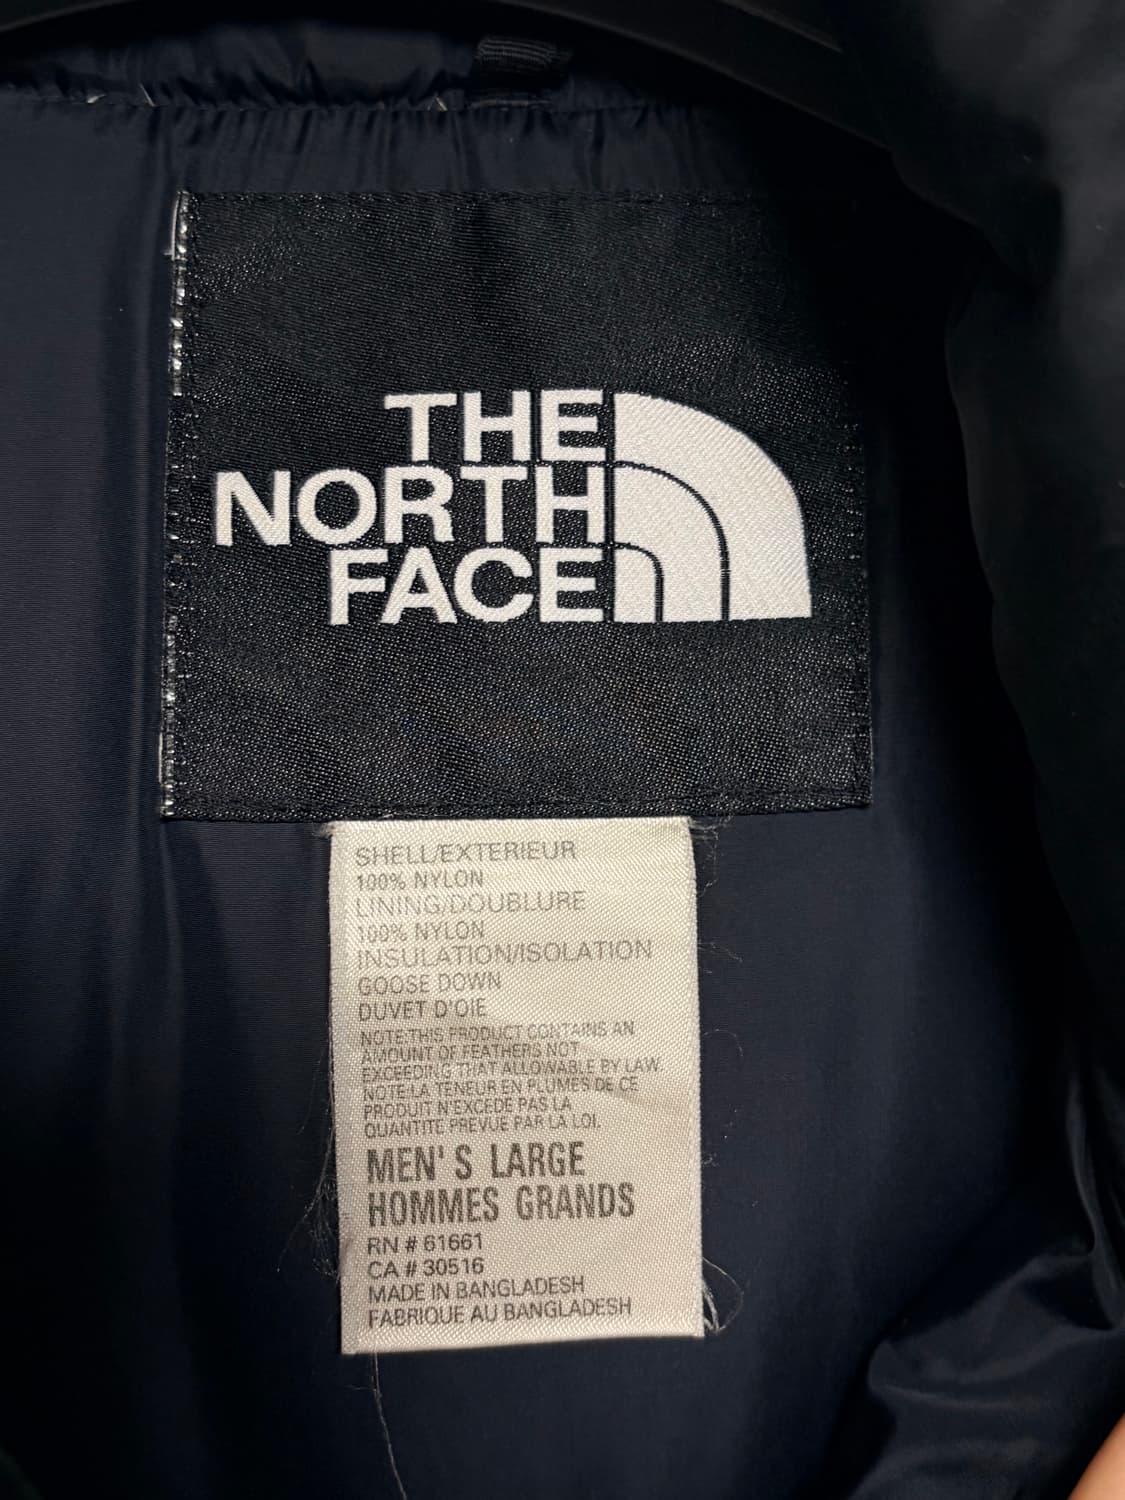 THE
NORTH
FACE
SHELL/EXTERIEUR
100% NYLON
LINING/DOUBLURE
100% NYLON
INSULATION/ISOLATION
GOOSE DOWN
DUVET D'OIE
NOTE:THIS PRODUCT CONTAINS AN
AMOUNT OF FEATHERS NOT
EXCEEDING THAT ALLOWABLE BY LAW.
NOTE:LA TENEUR EN PLUMES DE CE
PRODUIT N'EXCEDE PAS LA
QUANTITE PREVUE PAR LA LOI.
MEN'S LARGE
HOMMES GRANDS
RN # 61661
CA # 30516
MADE IN BANGLADESH
FABRIQUE AU BANGLADESH